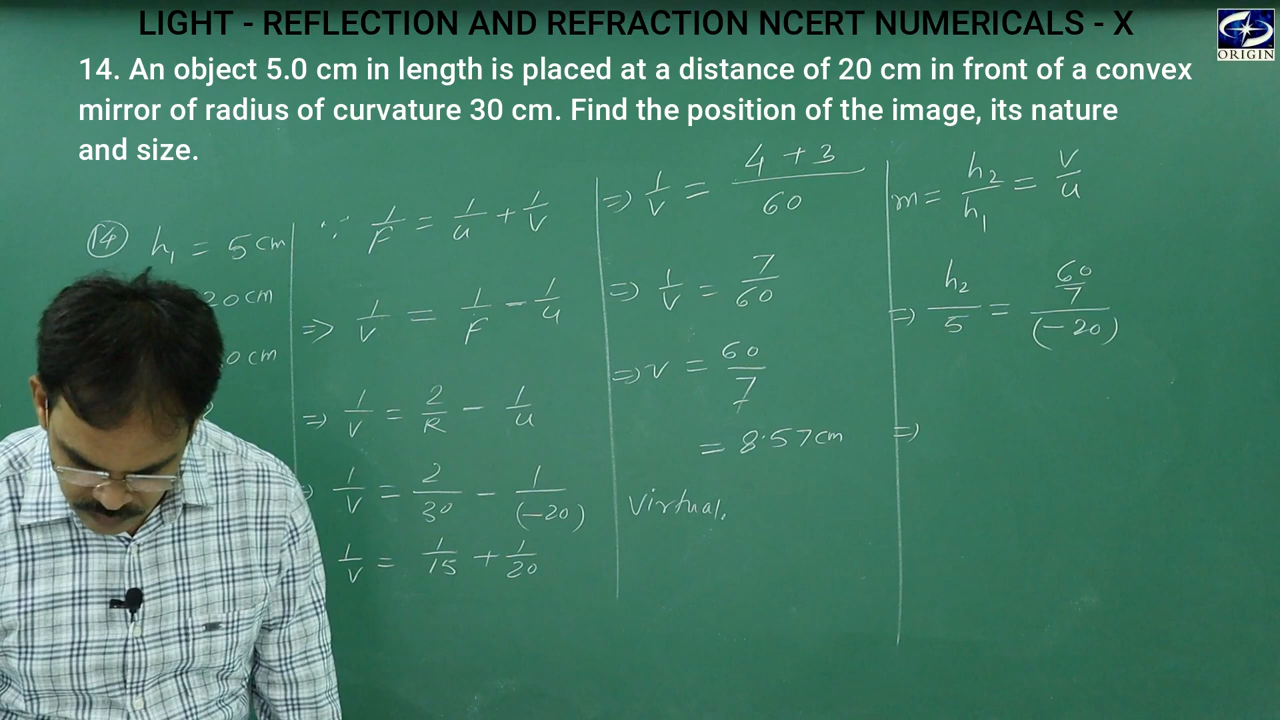 LIGHT - REFLECTION AND REFRACTION NCERT NUMERICALS - X
ORIGIN
14. An object 5.0 cm in length is placed at a distance of 20 cm in front of a convex
mirror of radius of curvature 30 cm. Find the position of the image, its nature
and size.
(14) h₁ = 5 cm
20 cm
0 cm
∵ 1/F = 1/u + 1/v
=> 1/v = 1/F - 1/u
=> 1/v = 2/R - 1/u
1/v = 2/30 - 1/(-20)
1/v = 1/15 + 1/20
=> 1/v = (4 + 3)/60
=> 1/v = 7/60
=> v = 60/7
= 8.57 cm
Virtual.
m = h₂/h₁ = v/u
=> h₂/5 = (60/7)/(-20)
=>